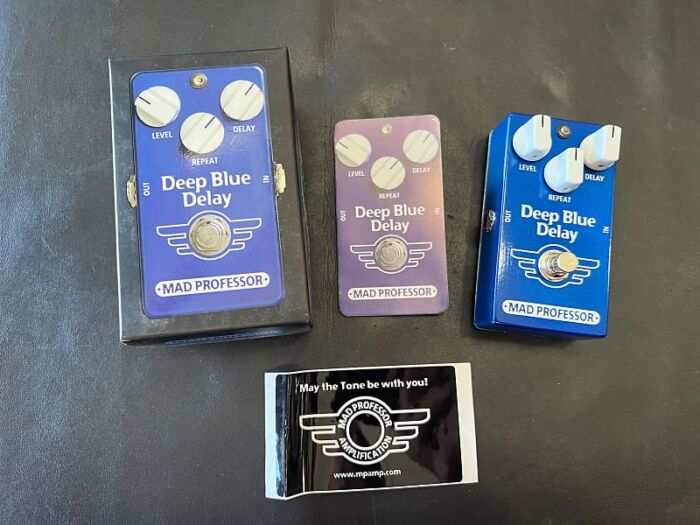 LEVEL
DELAY
REPEAT
OUT
IN
Deep Blue
Delay
MAD PROFESSOR
LEVEL
DELAY
REPEAT
OUT
IN
Deep Blue
Delay
MAD PROFESSOR
LEVEL
DELAY
REPEAT
OUT
IN
Deep Blue
Delay
MAD PROFESSOR
May the Tone be with you!
MAD PROFESSOR
AMPLIFICATION
www.mpamp.com